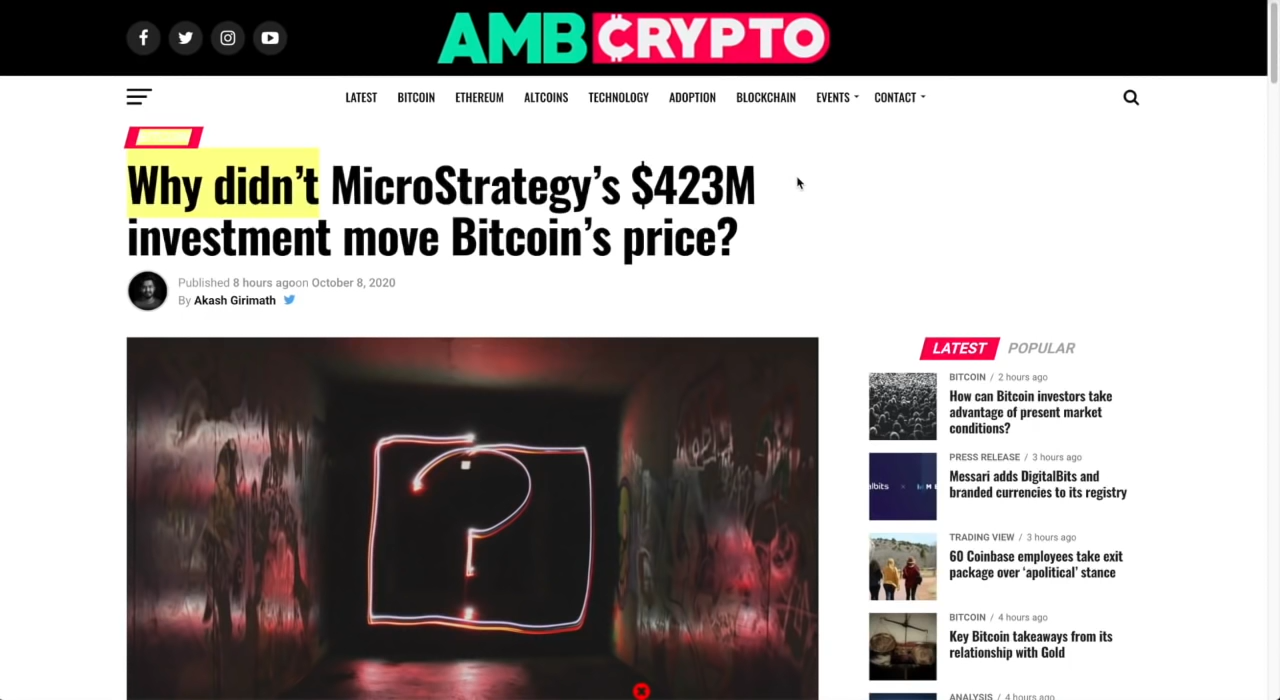 AMBCRYPTO
LATEST BITCOIN ETHEREUM ALTCOINS TECHNOLOGY ADOPTION BLOCKCHAIN EVENTS CONTACT
Why didn’t MicroStrategy’s $423M
investment move Bitcoin’s price?
Published 8 hours agoon October 8, 2020
By Akash Girimath
LATEST POPULAR
BITCOIN / 2 hours ago
How can Bitcoin investors take
advantage of present market
conditions?
PRESS RELEASE / 3 hours ago
Messari adds DigitalBits and
branded currencies to its registry
TRADING VIEW / 3 hours ago
60 Coinbase employees take exit
package over ‘apolitical’ stance
BITCOIN / 4 hours ago
Key Bitcoin takeaways from its
relationship with Gold
ANALYSIS / 4 hours ago